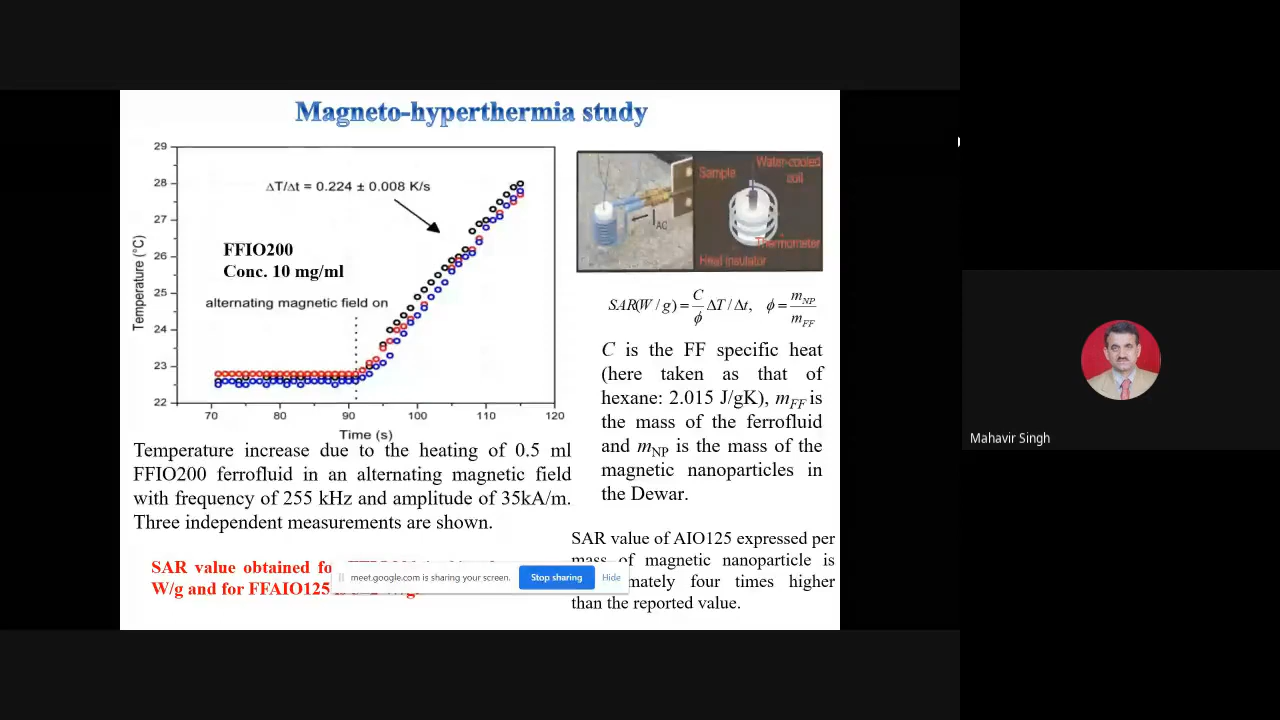 Magneto-hyperthermia study
29
28
27
26
25
24
23
22
Temperature (°C)
ΔT/Δt = 0.224 ± 0.008 K/s
FFIO200
Conc. 10 mg/ml
alternating magnetic field on
70 80 90 100 110 120
Time (s)
Temperature increase due to the heating of 0.5 ml
FFIO200 ferrofluid in an alternating magnetic field
with frequency of 255 kHz and amplitude of 35kA/m.
Three independent measurements are shown.
SAR value obtained
W/g and for FFAIO125
Sample
Water-cooled
coil
I_AC
Thermometer
Heat insulator
SAR(W/g) = C/ϕ ΔT/Δt, ϕ = m_NP/m_FF
C is the FF specific heat
(here taken as that of
hexane: 2.015 J/gK), m_FF is
the mass of the ferrofluid
and m_NP is the mass of the
magnetic nanoparticles in
the Dewar.
SAR value of AIO125 expressed per
mass of magnetic nanoparticle is
four times higher
than the reported value.
meet.google.com is sharing your screen.
Stop sharing
Hide
Mahavir Singh